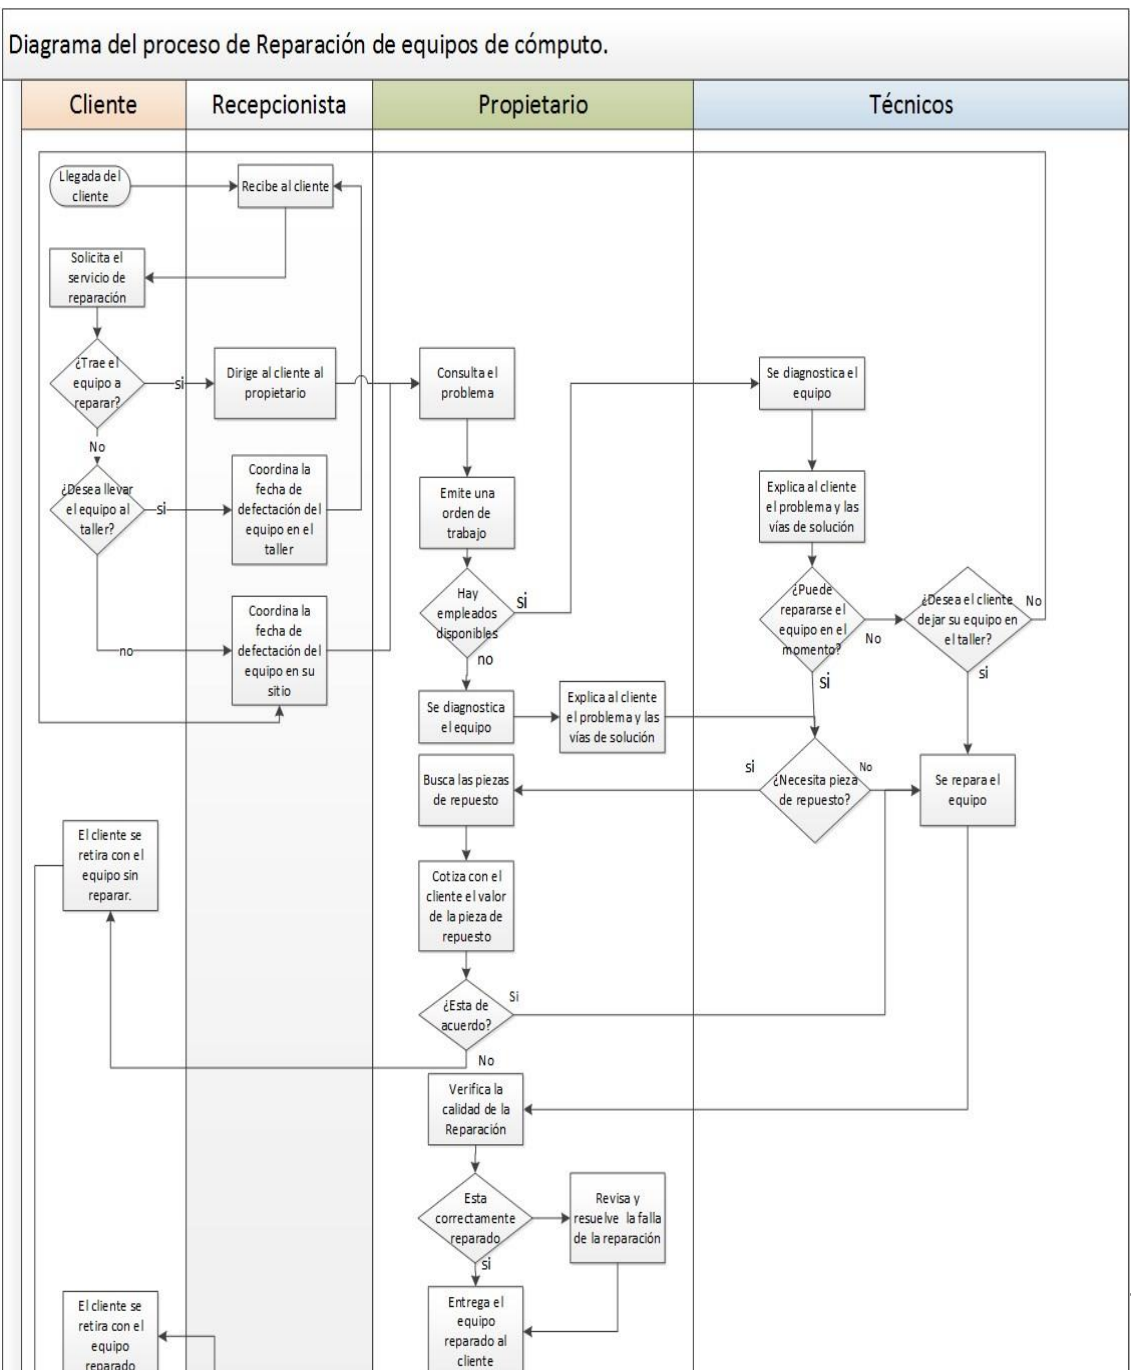 Diagrama del proceso de Reparación de equipos de cómputo.
Cliente
Recepcionista
Propietario
Técnicos
Llegada del
cliente
Recibe al cliente
Solicita el
servicio de
reparación
¿Trae el
equipo a
reparar?
si
Dirige al cliente al
propietario
Consulta el
problema
Se diagnostica el
equipo
No
¿Desea llevar
el equipo al
taller?
si
Coordina la
fecha de
defectación del
equipo en el
taller
Emite una
orden de
trabajo
Explica al cliente
el problema y las
vías de solución
Hay
empleados
disponibles
si
no
¿Puede
repararse el
equipo en el
momento?
No
si
¿Desea el cliente
dejar su equipo en
el taller?
No
si
no
Coordina la
fecha de
defectación del
equipo en su
sitio
Se diagnostica
el equipo
Explica al cliente
el problema y las
vías de solución
Busca las piezas
de repuesto
si
¿Necesita pieza
de repuesto?
No
Se repara el
equipo
El cliente se
retira con el
equipo sin
reparar.
Cotiza con el
cliente el valor
de la pieza de
repuesto
¿Esta de
acuerdo?
Si
No
Verifica la
calidad de la
Reparación
Esta
correctamente
reparado
si
Revisa y
resuelve la falla
de la reparación
El cliente se
retira con el
equipo
reparado
Entrega el
equipo
reparado al
cliente